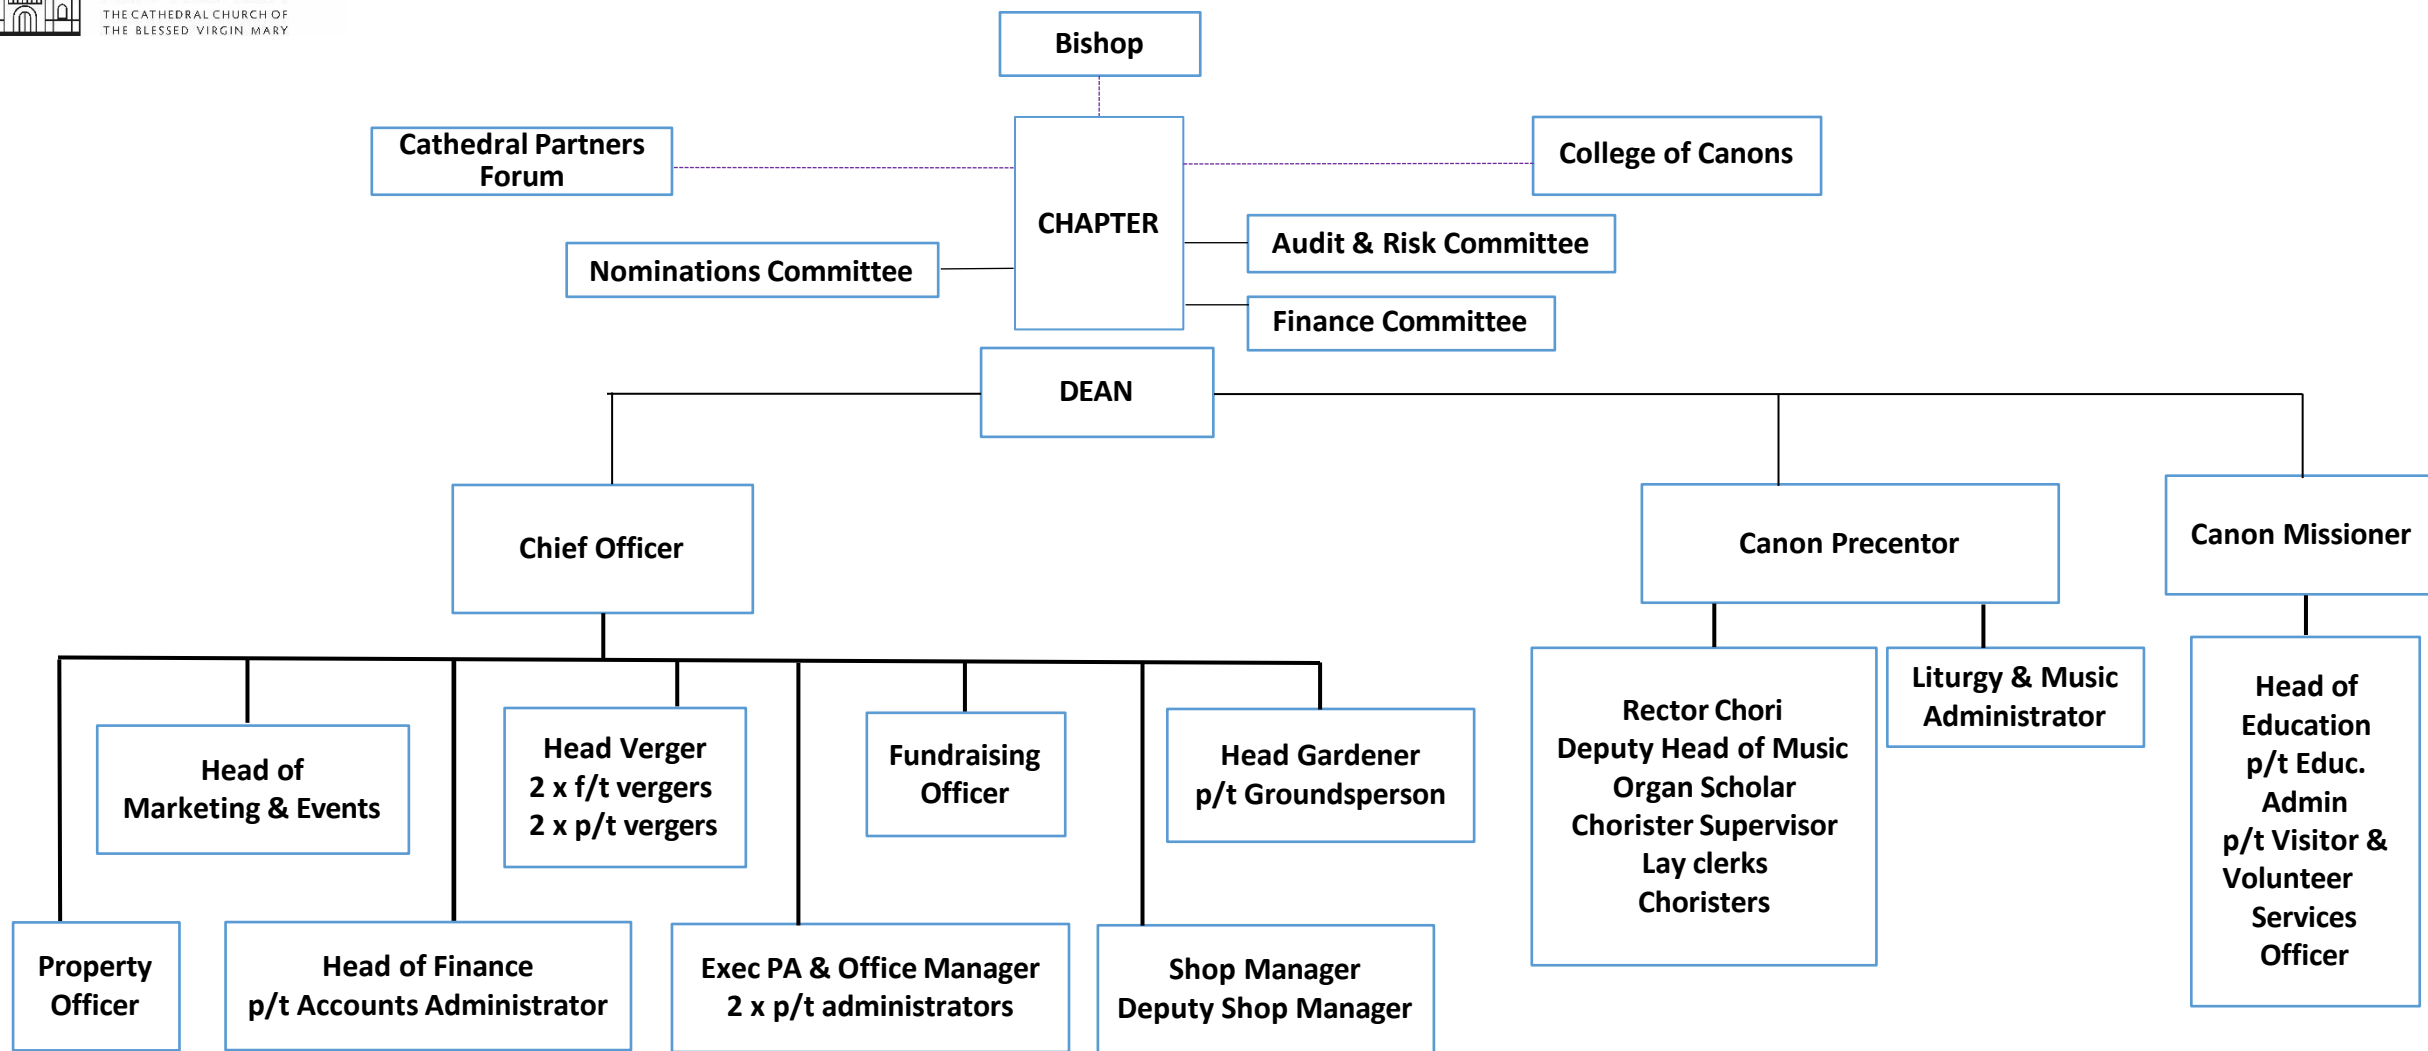 THE CATHEDRAL CHURCH OF
THE BLESSED VIRGIN MARY
Bishop
Cathedral Partners
Forum
College of Canons
CHAPTER
Nominations Committee
Audit & Risk Committee
Finance Committee
DEAN
Chief Officer
Canon Precentor
Canon Missioner
Head of
Marketing & Events
Head Verger
2 x f/t vergers
2 x p/t vergers
Fundraising
Officer
Head Gardener
p/t Groundsperson
Property
Officer
Head of Finance
p/t Accounts Administrator
Exec PA & Office Manager
2 x p/t administrators
Shop Manager
Deputy Shop Manager
Rector Chori
Deputy Head of Music
Organ Scholar
Chorister Supervisor
Lay clerks
Choristers
Liturgy & Music
Administrator
Head of
Education
p/t Educ.
Admin
p/t Visitor &
Volunteer
Services
Officer